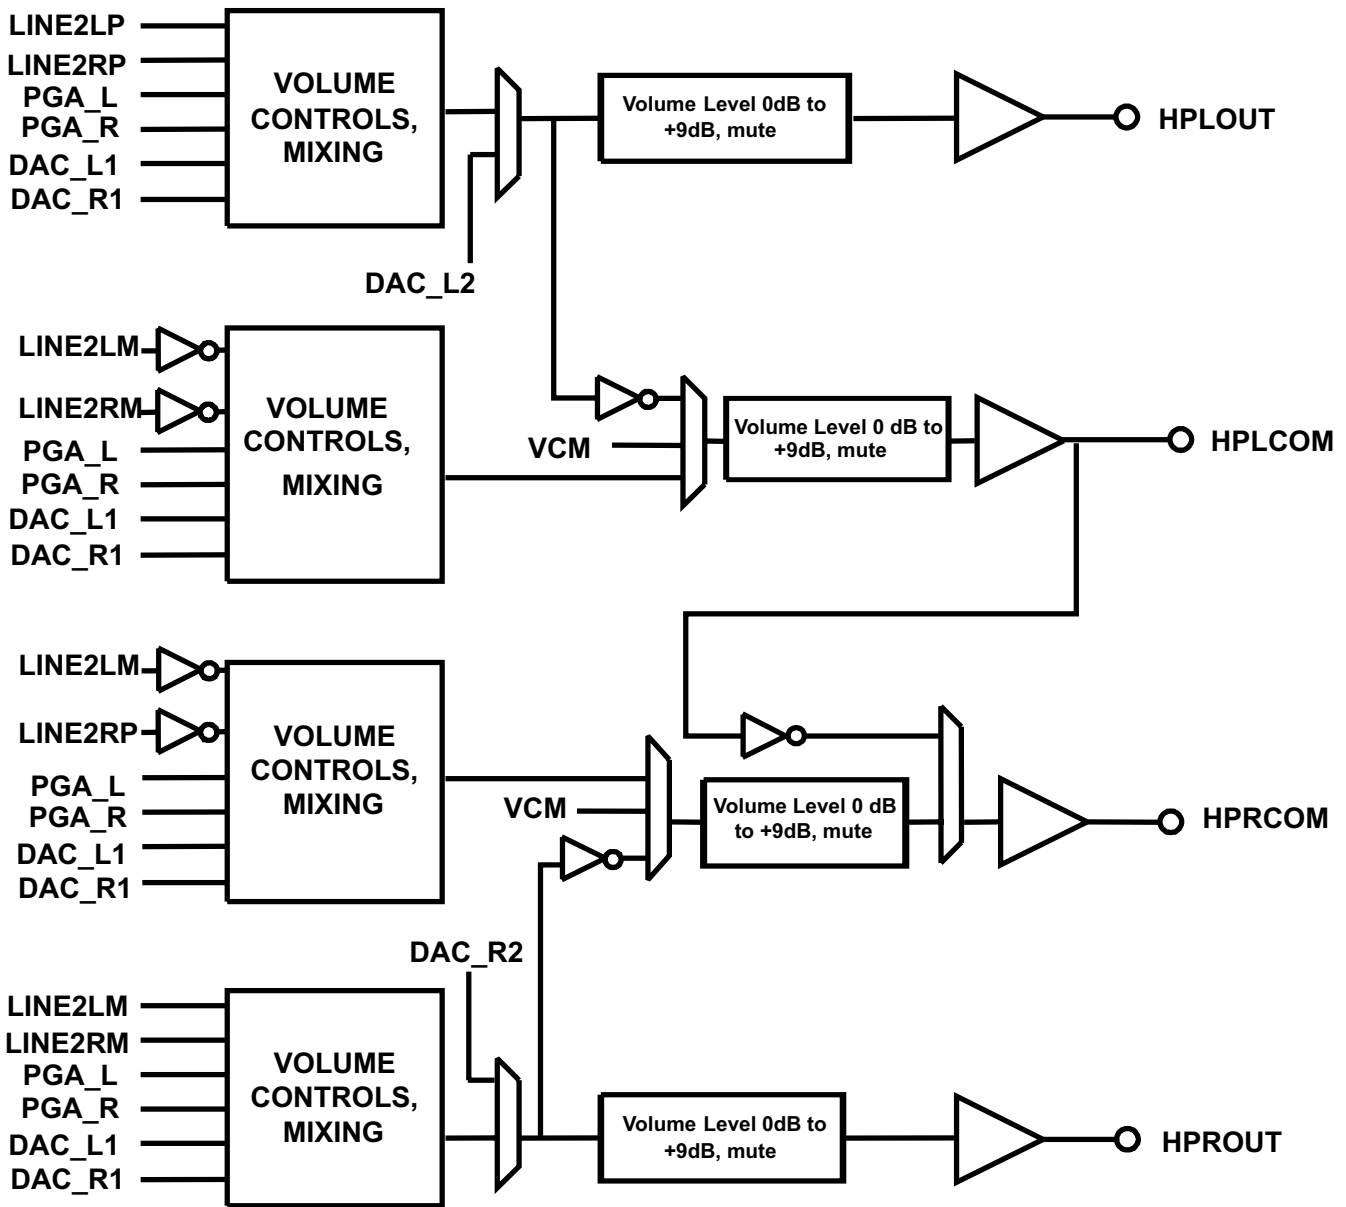 LINE2LP
LINE2RP
PGA_L
PGA_R
DAC_L1
DAC_R1
VOLUME
CONTROLS,
MIXING
DAC_L2
Volume Level 0dB to
+9dB, mute
HPLOUT
LINE2LM
LINE2RM
PGA_L
PGA_R
DAC_L1
DAC_R1
VOLUME
CONTROLS,
MIXING
VCM
Volume Level 0 dB to
+9dB, mute
HPLCOM
LINE2LM
LINE2RP
PGA_L
PGA_R
DAC_L1
DAC_R1
VOLUME
CONTROLS,
MIXING
VCM
Volume Level 0 dB
to +9dB, mute
HPRCOM
DAC_R2
LINE2LM
LINE2RM
PGA_L
PGA_R
DAC_L1
DAC_R1
VOLUME
CONTROLS,
MIXING
Volume Level 0dB to
+9dB, mute
HPROUT